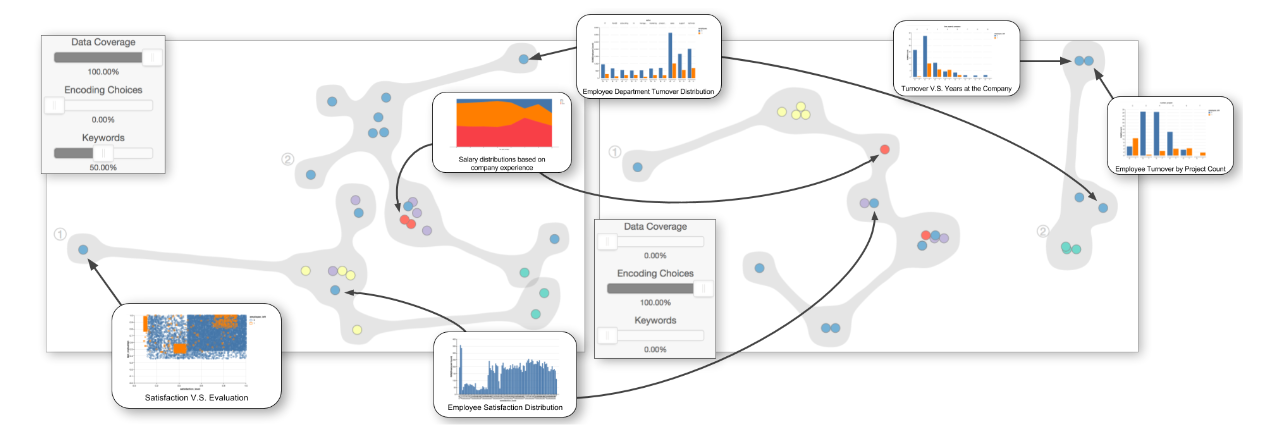 Data Coverage
100.00%
Encoding Choices
0.00%
Keywords
50.00%
②
①
Employee Department Turnover Distribution
Salary distributions based on
company experience
Turnover V.S. Years at the Company
Employee Turnover by Project Count
①
②
Data Coverage
0.00%
Encoding Choices
100.00%
Keywords
0.00%
Satisfaction V.S. Evaluation
Employee Satisfaction Distribution